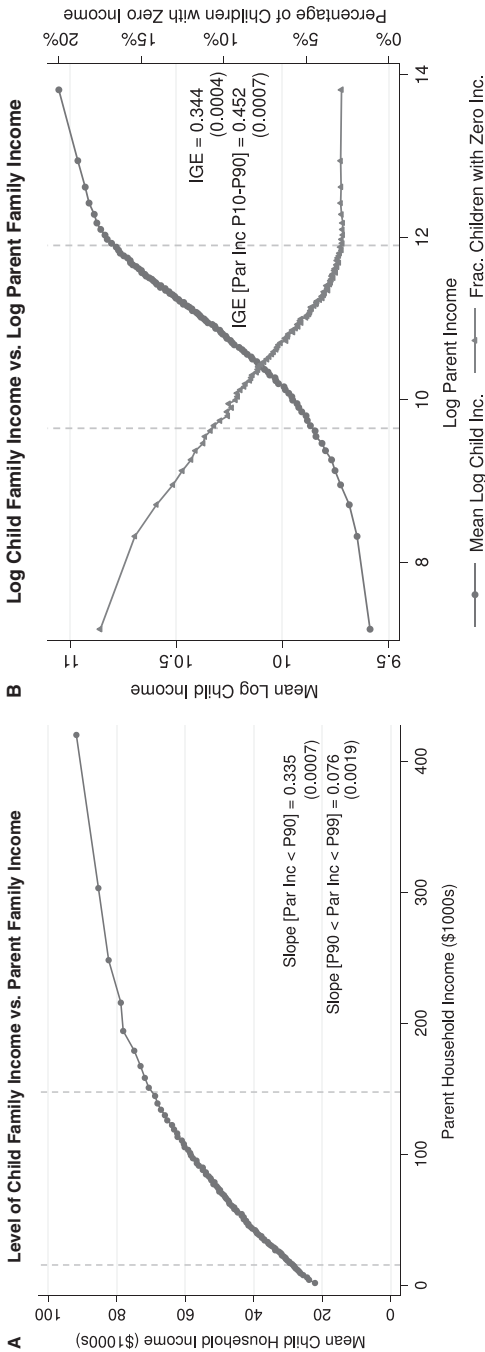 A
Level of Child Family Income vs. Parent Family Income
Mean Child Household Income ($1000s)
100
80
60
40
20
0
Slope [Par Inc < P90] = 0.335
(0.0007)
Slope [P90 < Par Inc < P99] = 0.076
(0.0019)
0
100
200
300
400
Parent Household Income ($1000s)
B
Log Child Family Income vs. Log Parent Family Income
Mean Log Child Income
11
10.5
10
9.5
IGE = 0.344
(0.0004)
IGE [Par Inc P10-P90] = 0.452
(0.0007)
Percentage of Children with Zero Income
20%
15%
10%
5%
0%
8
10
12
14
Log Parent Income
Mean Log Child Inc.
Frac. Children with Zero Inc.